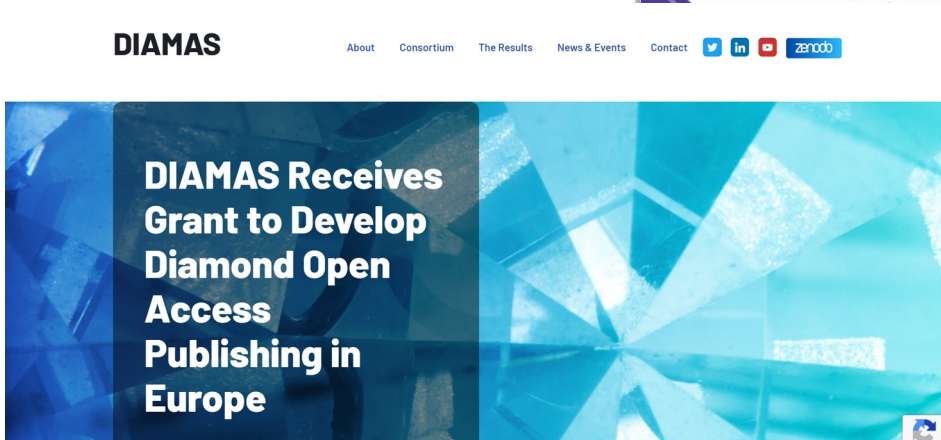 DIAMAS
About Consortium The Results News & Events Contact in zenodo
DIAMAS Receives
Grant to Develop
Diamond Open
Access
Publishing in
Europe